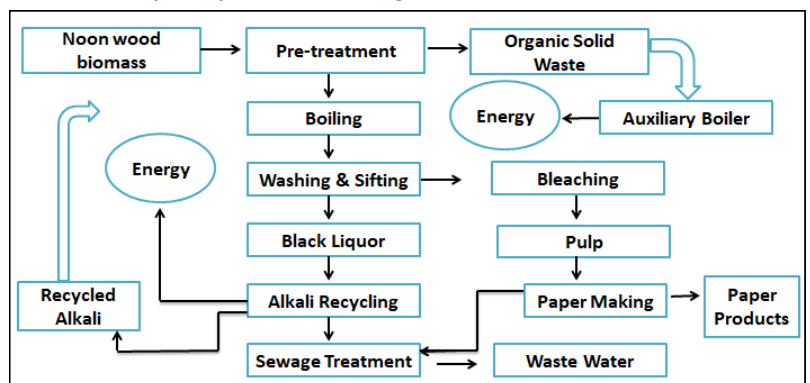 Noon wood
biomass
Pre-treatment
Organic Solid
Waste
Boiling
Energy
Auxiliary Boiler
Energy
Washing & Sifting
Bleaching
Black Liquor
Pulp
Recycled
Alkali
Alkali Recycling
Paper Making
Paper
Products
Sewage Treatment
Waste Water